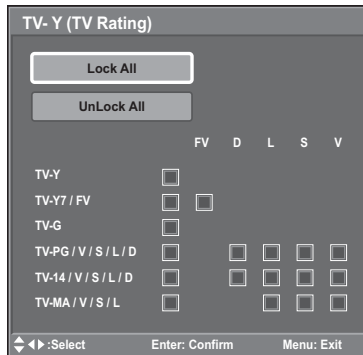 TV- Y (TV Rating)
Lock All
UnLock All
FV D L S V
TV-Y
TV-Y7 / FV
TV-G
TV-PG / V / S / L / D
TV-14 / V / S / L / D
TV-MA / V / S / L
:Select Enter: Confirm Menu: Exit